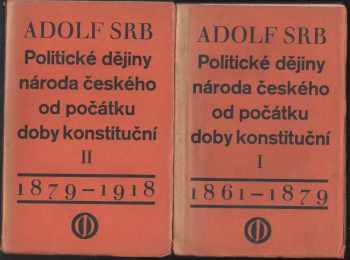 ADOLF SRB
Politické dějiny
národa českého
od počátku
doby konstituční
II
1879-1918
ADOLF SRB
Politické dějiny
národa českého
od počátku
doby konstituční
I
1861-1879